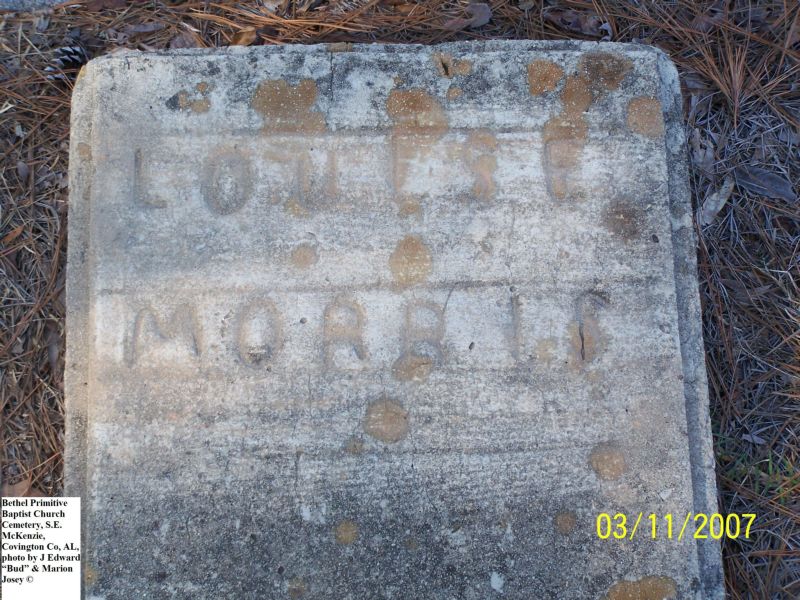 LOUISE
MORRIS
Bethel Primitive
Baptist Church
Cemetery, S.E.
McKenzie,
Covington Co, AL,
photo by J Edward
“Bud” & Marion
Josey ©
03/11/2007